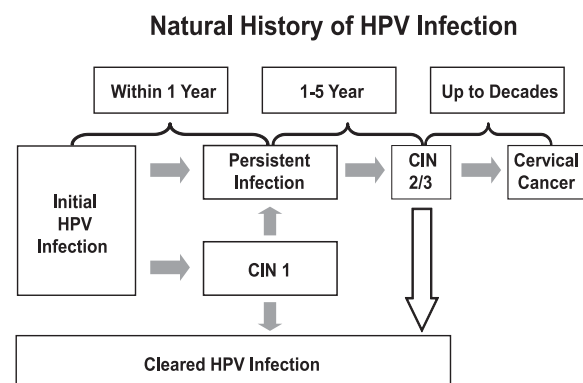 Natural History of HPV Infection
Within 1 Year
1-5 Year
Up to Decades
Initial
HPV
Infection
Persistent
Infection
CIN
2/3
Cervical
Cancer
CIN 1
Cleared HPV Infection